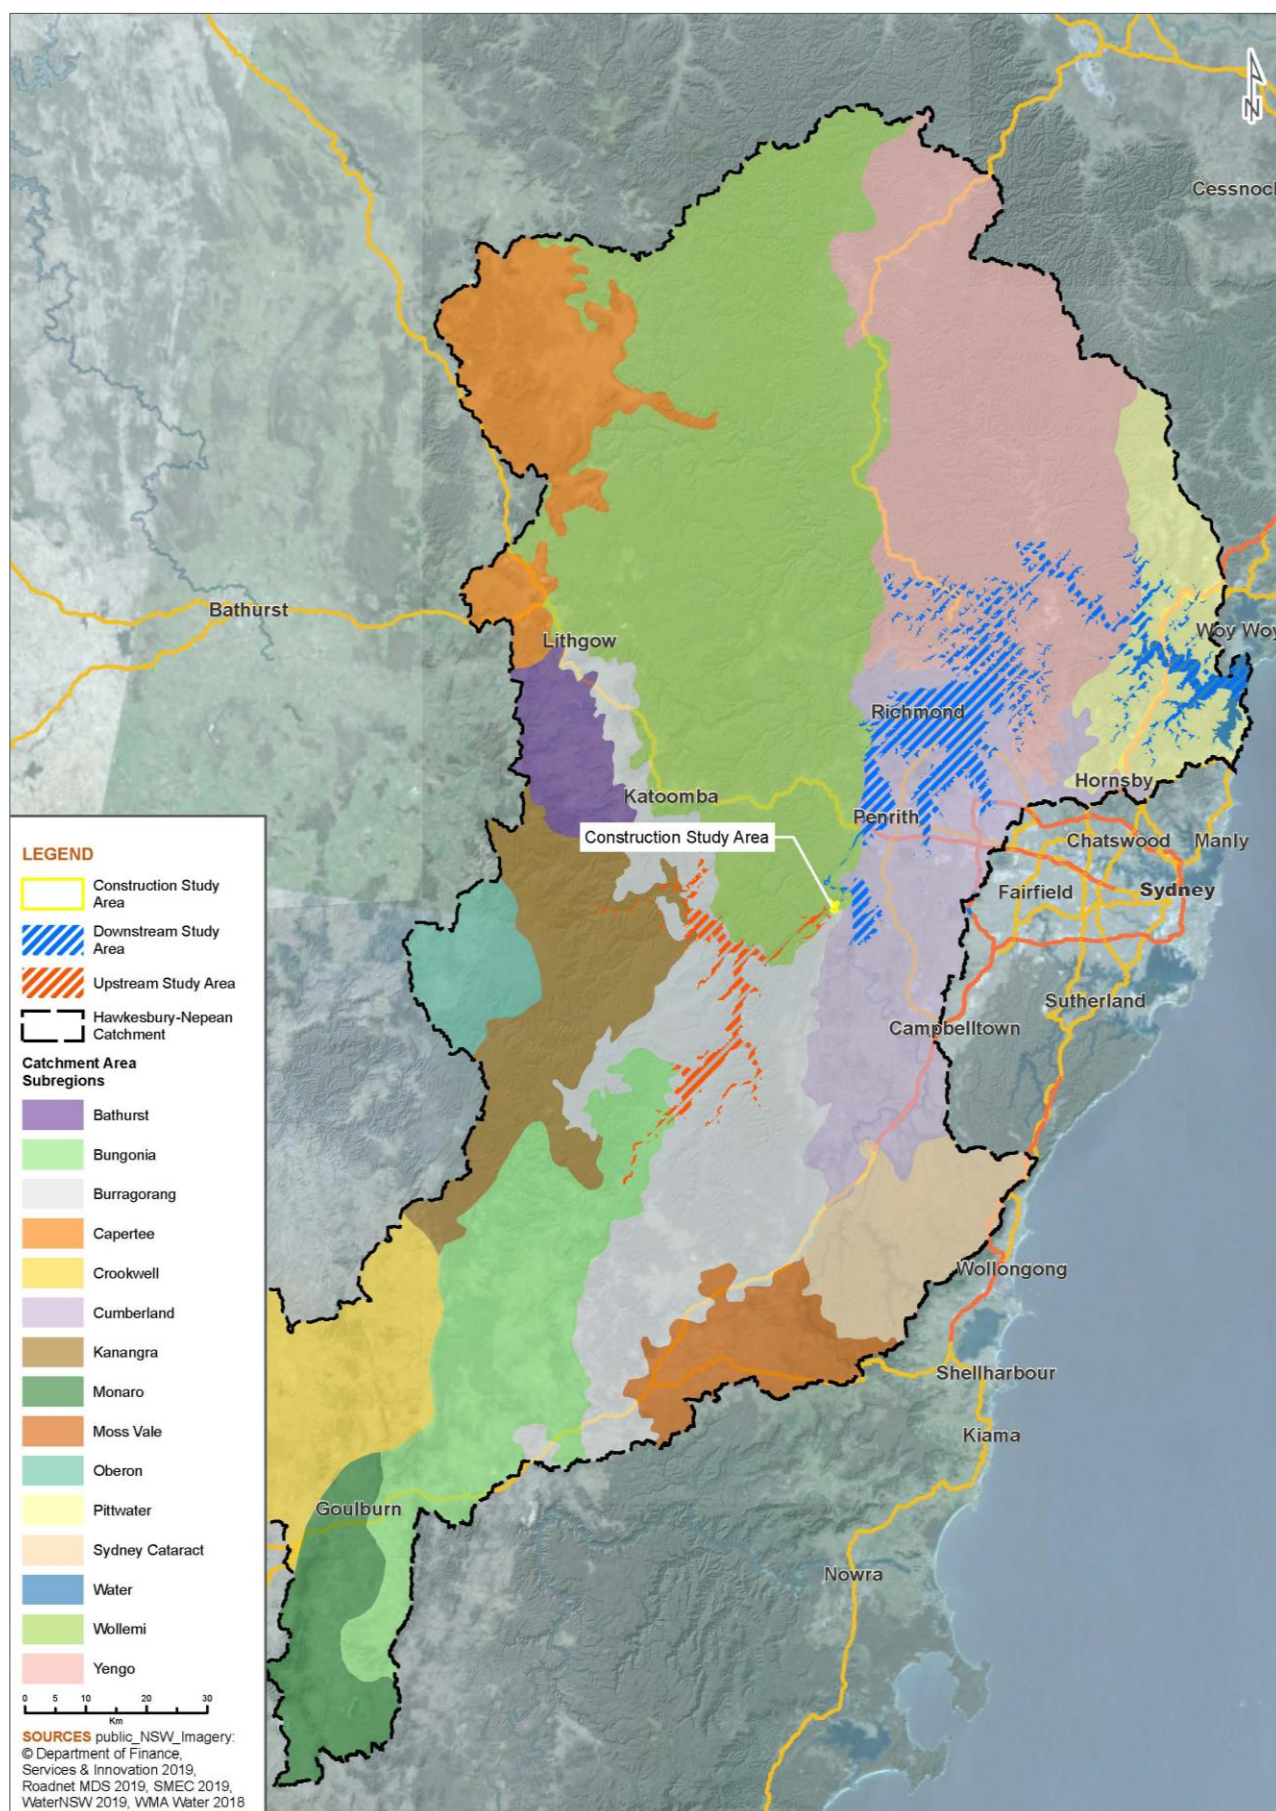 N
Cessnock
Bathurst
Lithgow
Woy Woy
Richmond
Hornsby
Katoomba
Penrith
Construction Study Area
Chatswood
Manly
Fairfield
Sydney
Sutherland
Campbelltown
Wollongong
Shellharbour
Kiama
Goulburn
Nowra
LEGEND
Construction Study
Area
Downstream Study
Area
Upstream Study Area
Hawkesbury-Nepean
Catchment
Catchment Area
Subregions
Bathurst
Bungonia
Burragorang
Capertee
Crookwell
Cumberland
Kanangra
Monaro
Moss Vale
Oberon
Pittwater
Sydney Cataract
Water
Wollemi
Yengo
0 5 10 20 30
Km
SOURCES public_NSW_Imagery:
© Department of Finance,
Services & Innovation 2019,
Roadnet MDS 2019, SMEC 2019,
WaterNSW 2019, WMA Water 2018